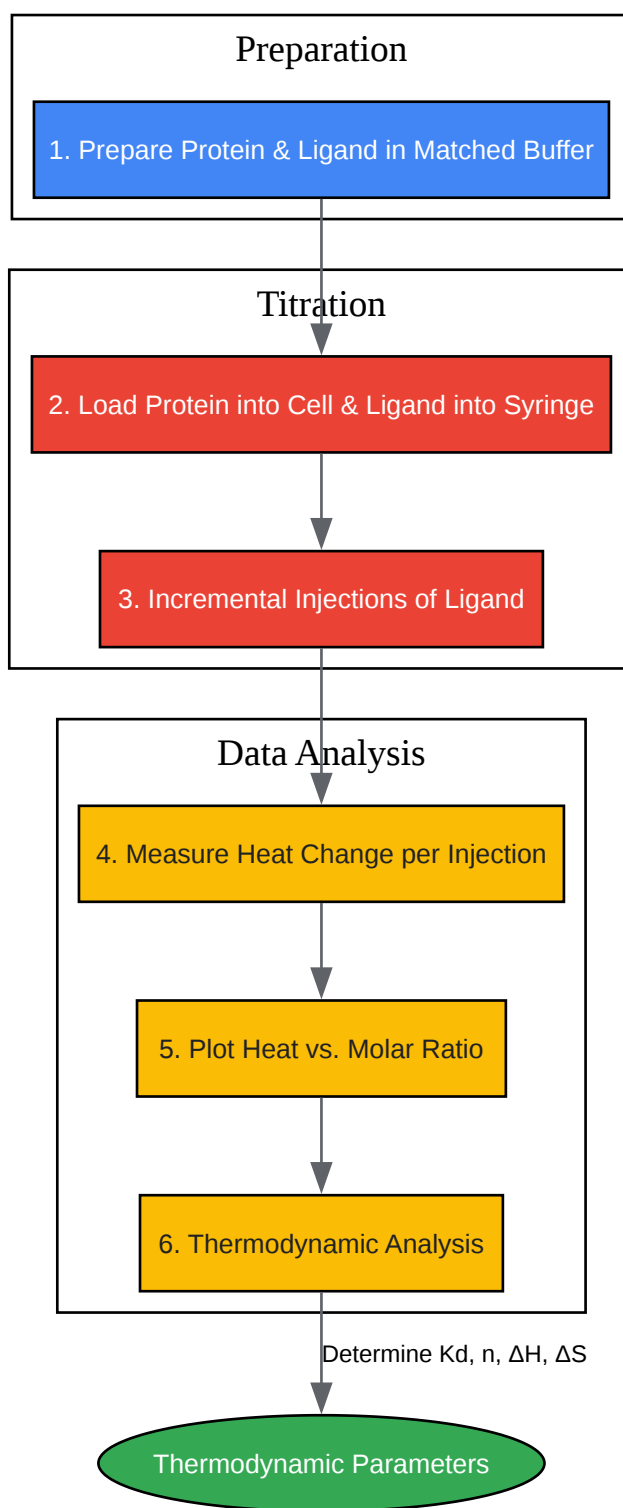 Preparation
1. Prepare Protein & Ligand in Matched Buffer
Titration
2. Load Protein into Cell & Ligand into Syringe
3. Incremental Injections of Ligand
Data Analysis
4. Measure Heat Change per Injection
5. Plot Heat vs. Molar Ratio
6. Thermodynamic Analysis
Determine Kd, n, ΔH, ΔS
Thermodynamic Parameters